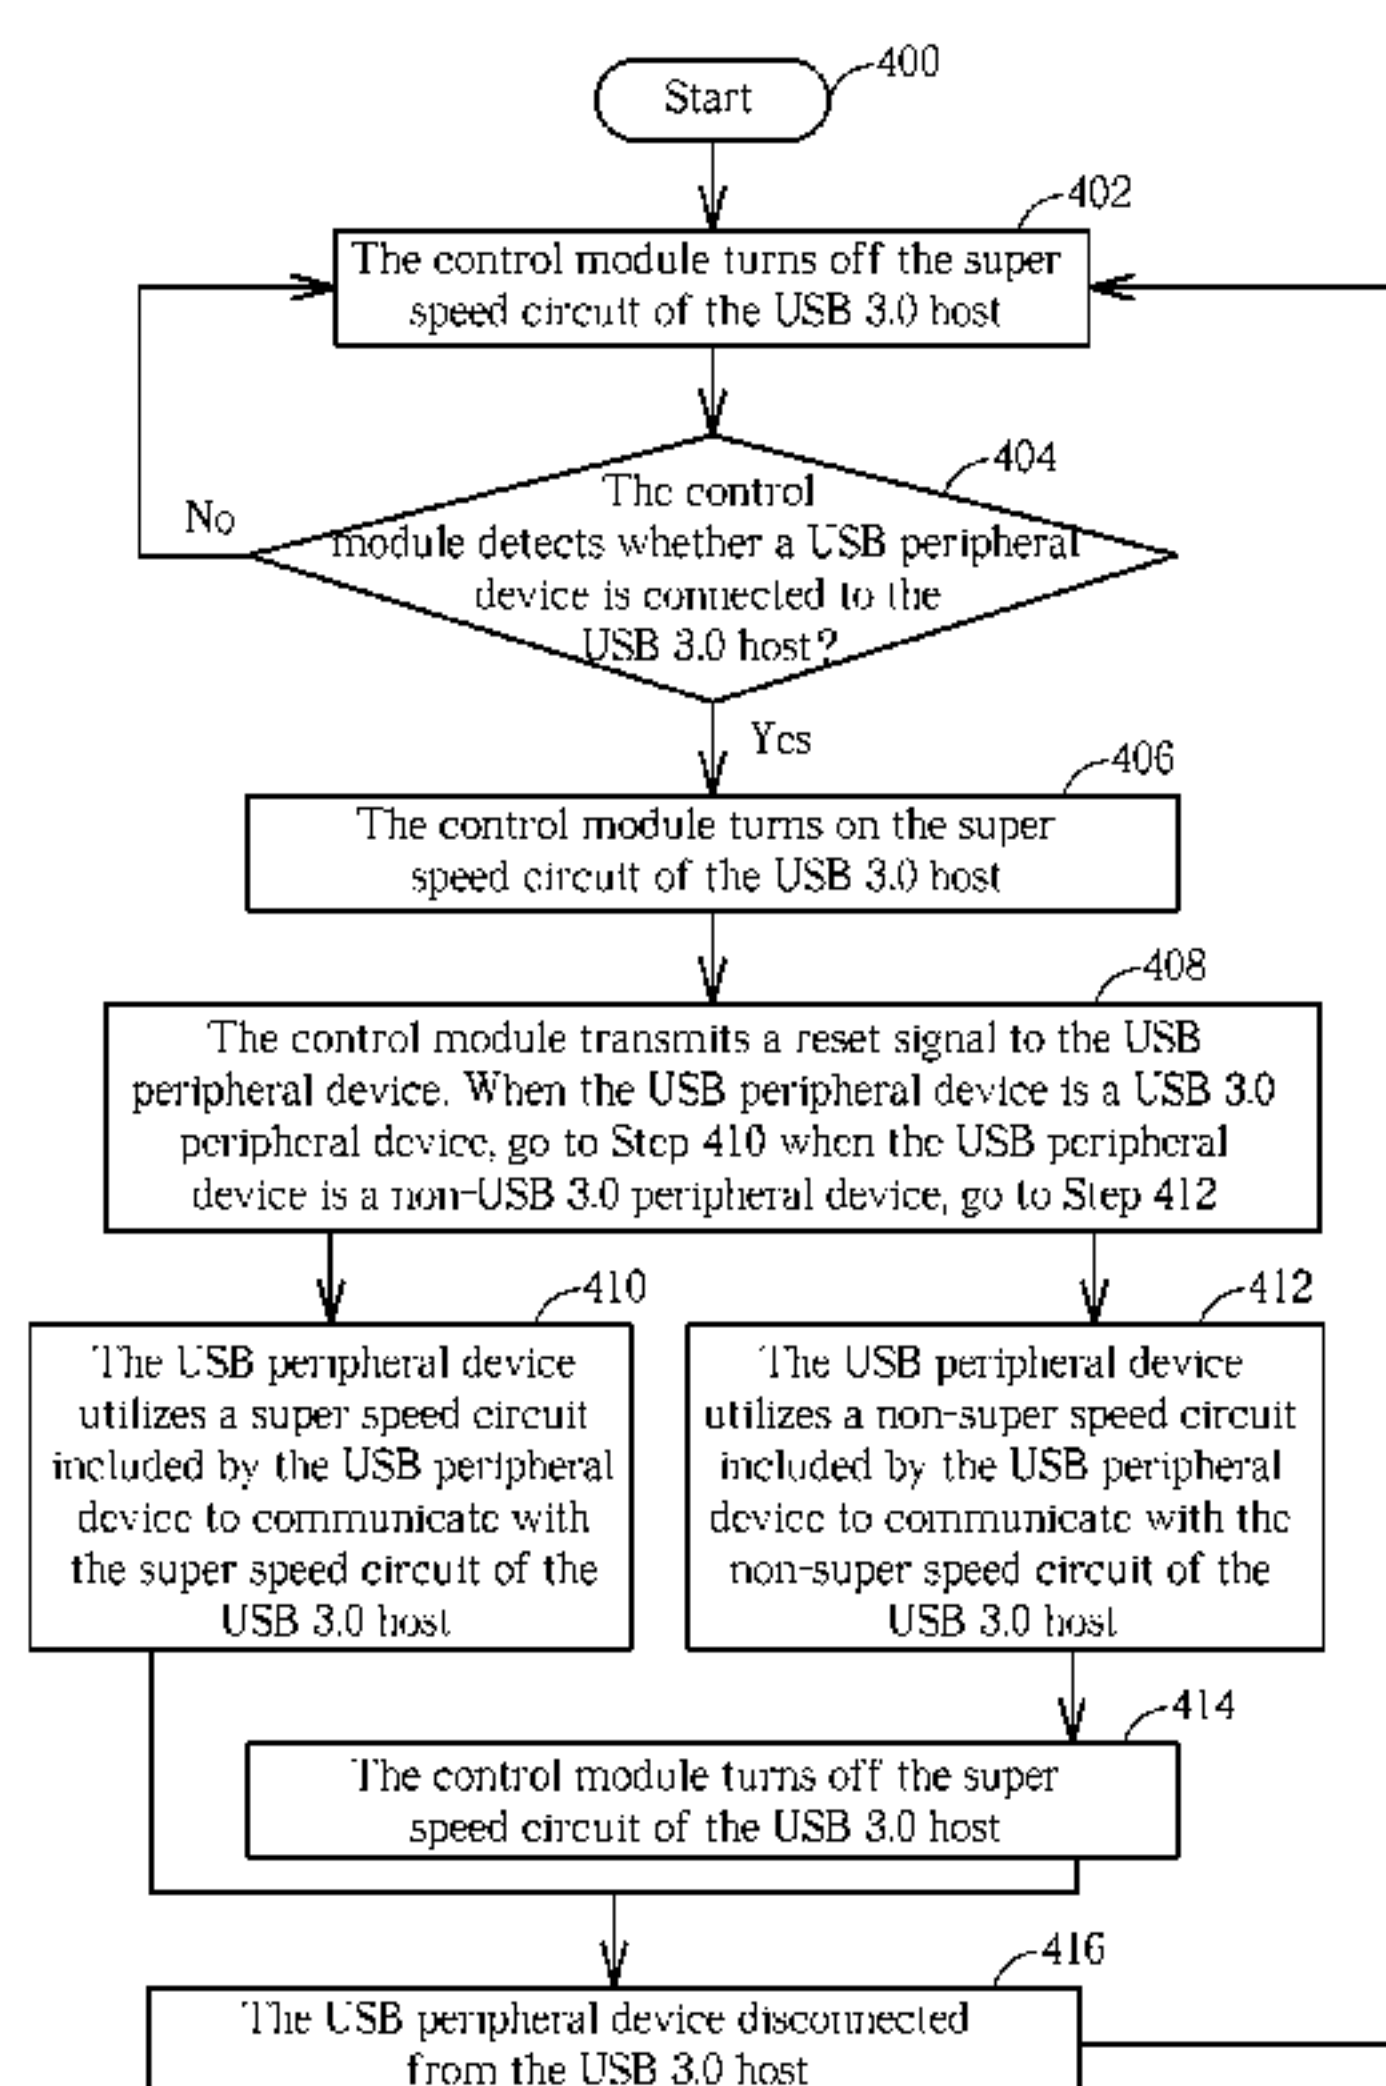 Start
400
402
The control module turns off the super
speed circuit of the USB 3.0 host
404
The control
module detects whether a USB peripheral
device is connected to the
USB 3.0 host?
No
Yes
406
The control module turns on the super
speed circuit of the USB 3.0 host
408
The control module transmits a reset signal to the USB
peripheral device. When the USB peripheral device is a USB 3.0
peripheral device, go to Step 410 when the USB peripheral
device is a non-USB 3.0 peripheral device, go to Step 412
410
The USB peripheral device
utilizes a super speed circuit
included by the USB peripheral
device to communicate with
the super speed circuit of the
USB 3.0 host
412
The USB peripheral device
utilizes a non-super speed circuit
included by the USB peripheral
device to communicate with the
non-super speed circuit of the
USB 3.0 host
414
The control module turns off the super
speed circuit of the USB 3.0 host
416
The USB peripheral device disconnected
from the USB 3.0 host